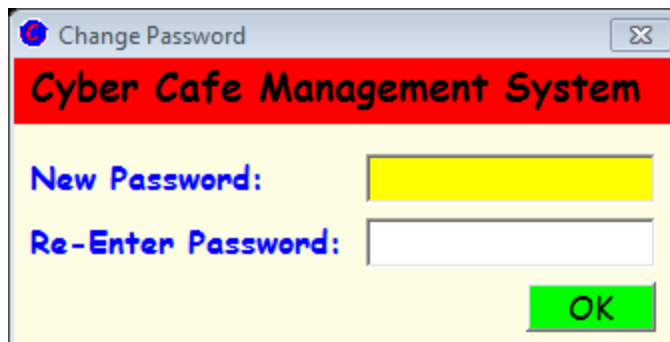 Change Password
Cyber Cafe Management System
New Password:
Re-Enter Password:
OK